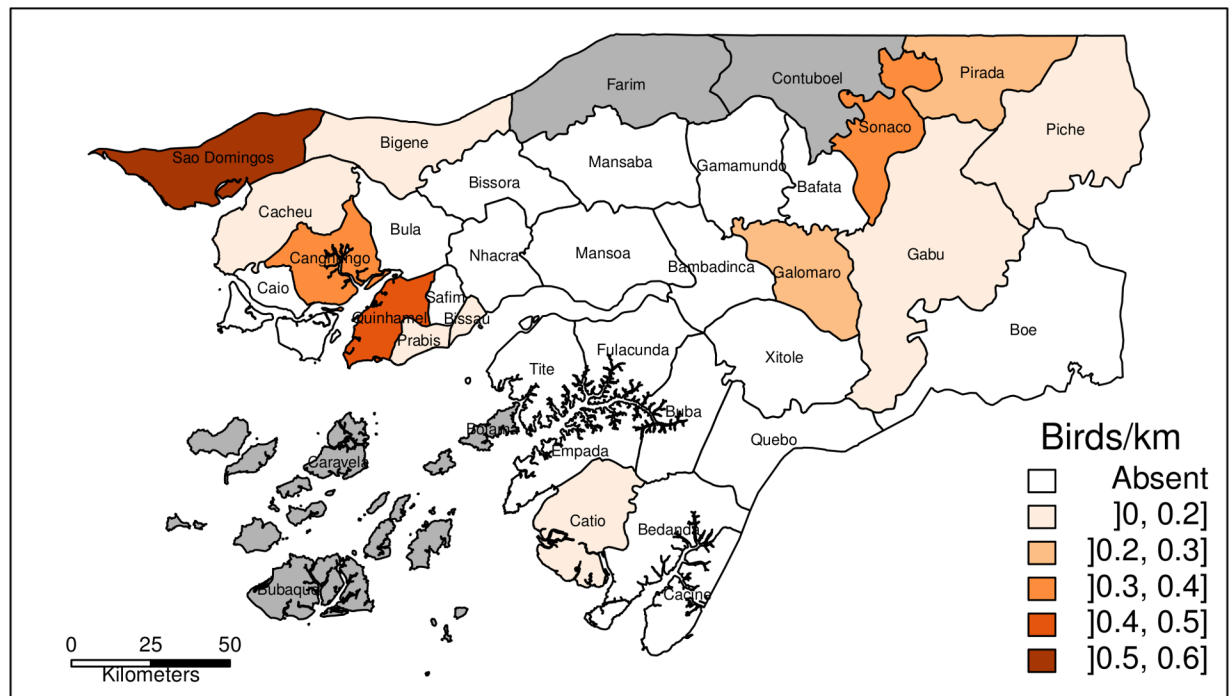 Farim
Contuboel
Pirada
Sonaco
Piche
Sao Domingos
Bigene
Mansaba
Gamamundo
Bissora
Bafata
Cacheu
Bula
Canghungo
Nhacra
Mansoa
Bambadinca
Galomaro
Gabu
Caio
Safim
Quinhamel
Bissau
Prabis
Boe
Fulacunda
Xitole
Tite
Buba
Bolama
Quebo
Empada
Caravela
Catio
Bedanda
Bubaque
Cacine
Birds/km
Absent
]0, 0.2]
]0.2, 0.3]
]0.3, 0.4]
]0.4, 0.5]
]0.5, 0.6]
0 25 50
Kilometers